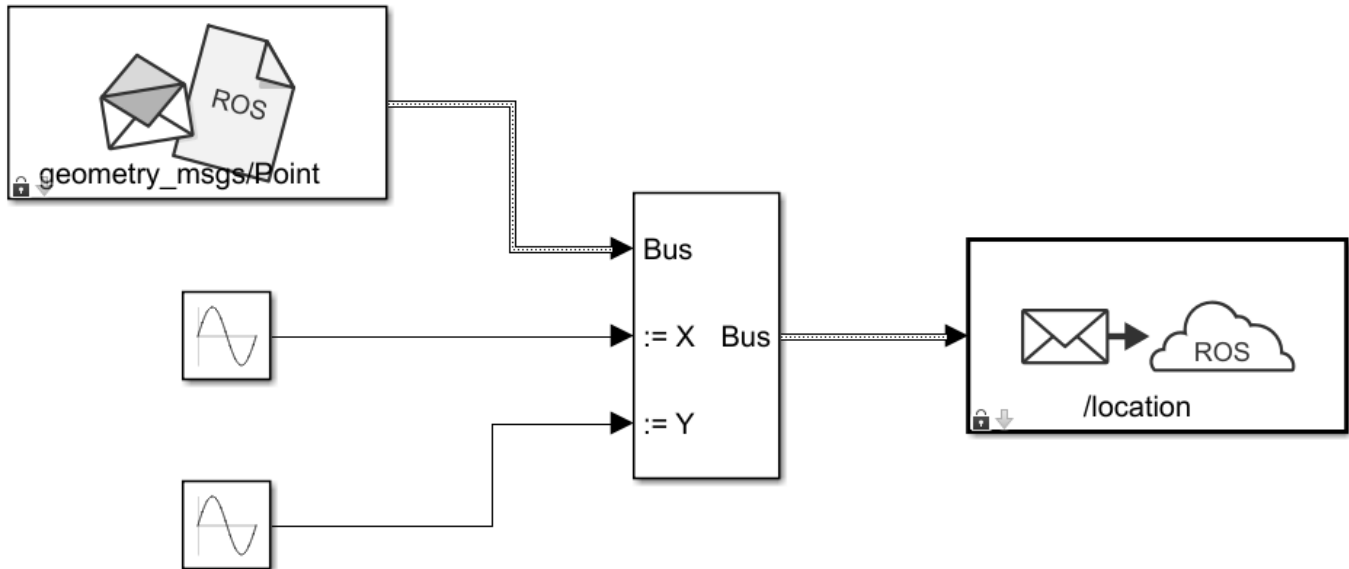 ROS
geometry_msgs/Point
Bus
:= X
Bus
:= Y
ROS
/location